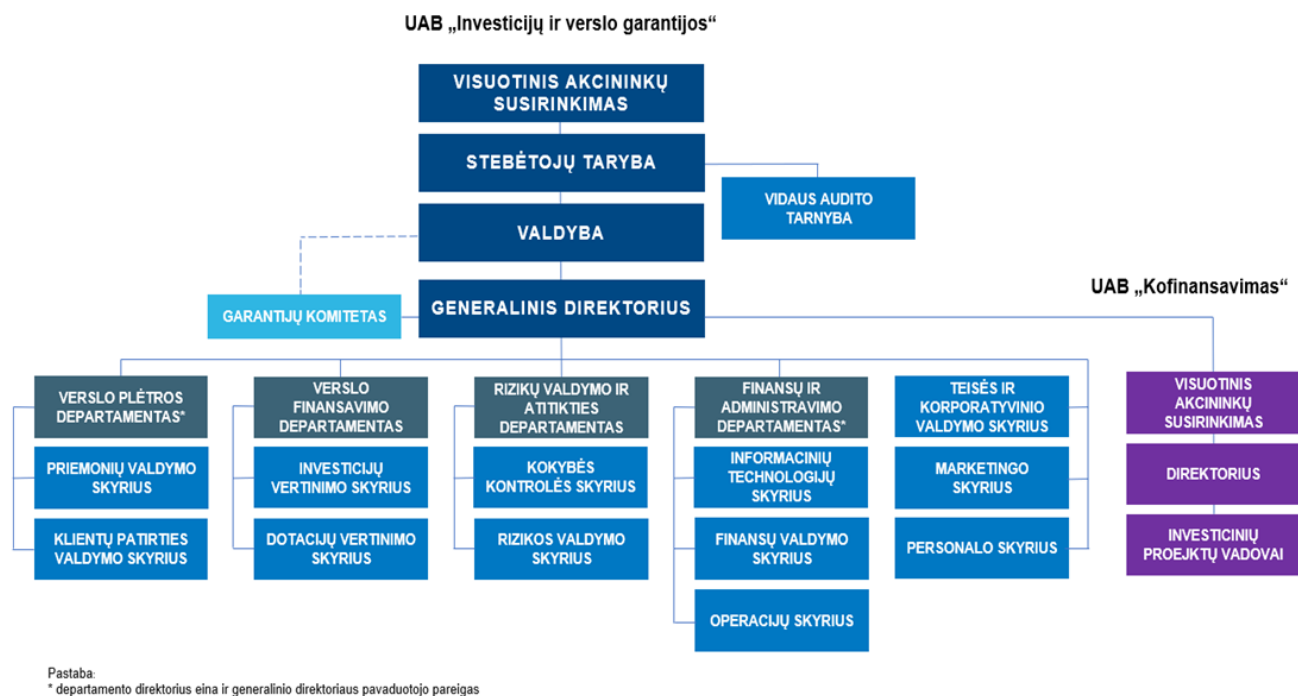 UAB „Investicijų ir verslo garantijos“
VISUOTINIS AKCININKŲ
SUSIRINKIMAS
STEBĖTOJŲ TARYBA
VIDAUS AUDITO
TARNYBA
VALDYBA
GARANTIJŲ KOMITETAS
GENERALINIS DIREKTORIUS
UAB „Kofinansavimas“
VERSLO PLĖTROS
DEPARTAMENTAS*
PRIEMONIŲ VALDYMO
SKYRIUS
KLIENTŲ PATIRTIES
VALDYMO SKYRIUS
VERSLO
FINANSAVIMO
DEPARTAMENTAS
INVESTICIJŲ
VERTINIMO SKYRIUS
DOTACIJŲ VERTINIMO
SKYRIUS
RIZIKŲ VALDYMO IR
ATITIKTIES
DEPARTAMENTAS
KOKYBĖS
KONTROLĖS SKYRIUS
RIZIKOS VALDYMO
SKYRIUS
FINANSŲ IR
ADMINISTRAVIMO
DEPARTAMENTAS*
INFORMACINIŲ
TECHNOLOGIJŲ
SKYRIUS
FINANSŲ VALDYMO
SKYRIUS
OPERACIJŲ SKYRIUS
TEISĖS IR
KORPORATYVINIO
VALDYMO SKYRIUS
MARKETINGO
SKYRIUS
PERSONALO SKYRIUS
VISUOTINIS
AKCININKŲ
SUSIRINKIMAS
DIREKTORIUS
INVESTICINIŲ
PROEJKTŲ VADOVAI
Pastaba:
* departamento direktorius eina ir generalinio direktoriaus pavaduotojo pareigas